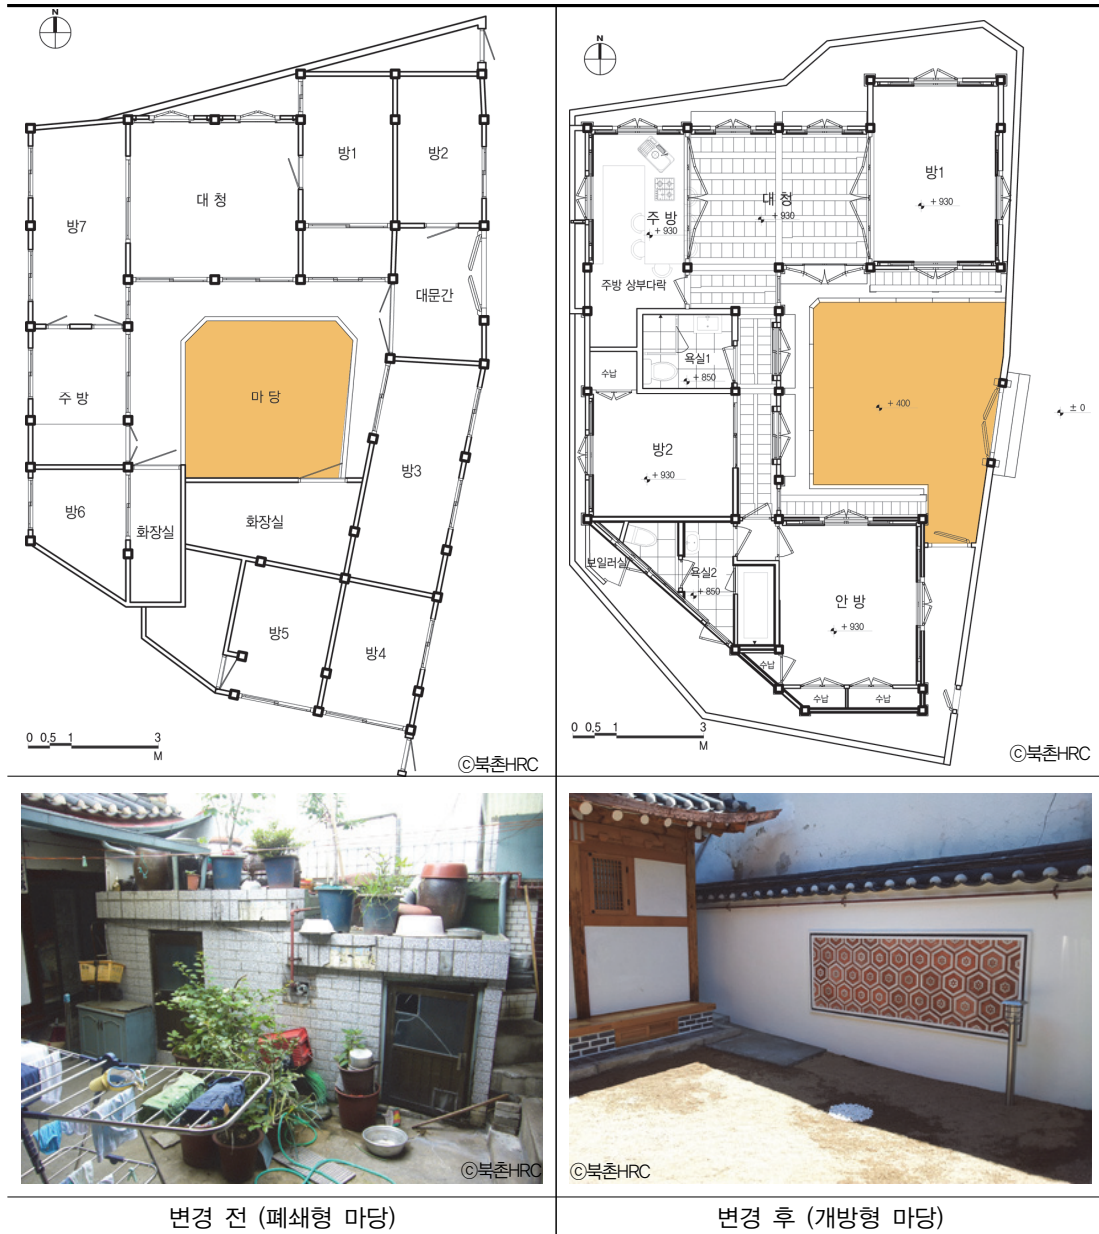 N
방1
방2
대 청
방7
대문간
마 당
주 방
방3
방6
화장실
화장실
방5
방4
0 0.5 1 3
M
ⓒ북촌HRC
N
방1
+ 930
대 청
+ 930
주 방
+ 930
주방 상부다락
욕실1
+ 850
수납
+ 400
± 0
방2
+ 930
보일러실
욕실2
+ 850
안 방
+ 930
수납
수납
수납
0 0.5 1 3
M
ⓒ북촌HRC
ⓒ북촌HRC
ⓒ북촌HRC
변경 전 (폐쇄형 마당)
변경 후 (개방형 마당)